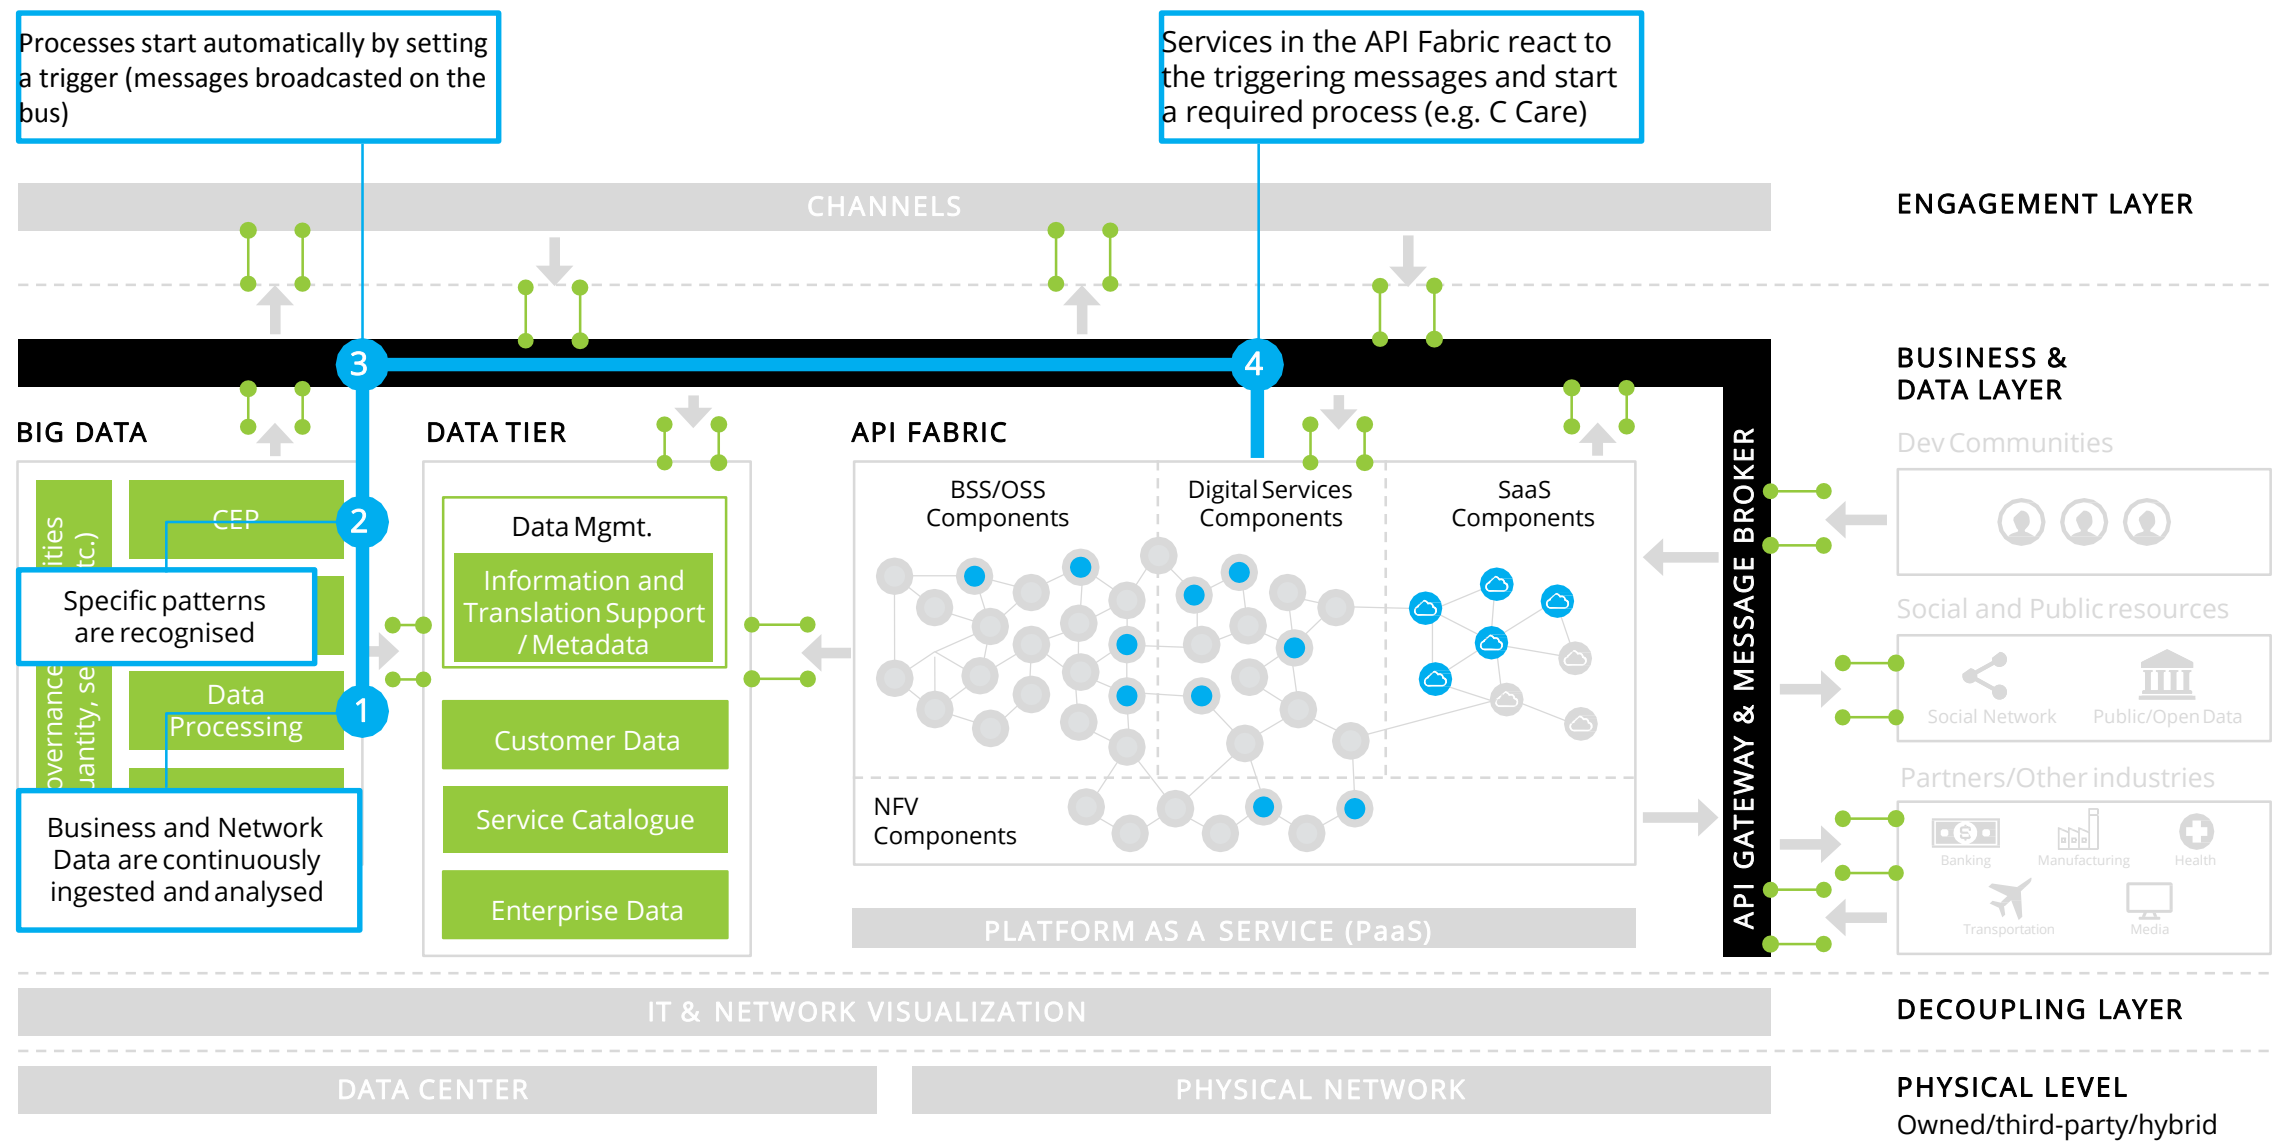 Processes start automatically by setting
a trigger (messages broadcasted on the
bus)
Services in the API Fabric react to
the triggering messages and start
a required process (e.g. C Care)
CHANNELS
ENGAGEMENT LAYER
3
4
BUSINESS &
DATA LAYER
BIG DATA
DATA TIER
API FABRIC
API GATEWAY & MESSAGE BROKER
CEP
2
Specific patterns
are recognised
Data
Processing
1
Business and Network
Data are continuously
ingested and analysed
Data Mgmt.
Information and
Translation Support
/ Metadata
Customer Data
Service Catalogue
Enterprise Data
BSS/OSS
Components
Digital Services
Components
SaaS
Components
NFV
Components
PLATFORM AS A SERVICE (PaaS)
Dev Communities
Social and Public resources
Social Network
Public/Open Data
Partners/Other industries
Banking
Manufacturing
Health
Transportation
Media
IT & NETWORK VISUALIZATION
DECOUPLING LAYER
DATA CENTER
PHYSICAL NETWORK
PHYSICAL LEVEL
Owned/third-party/hybrid